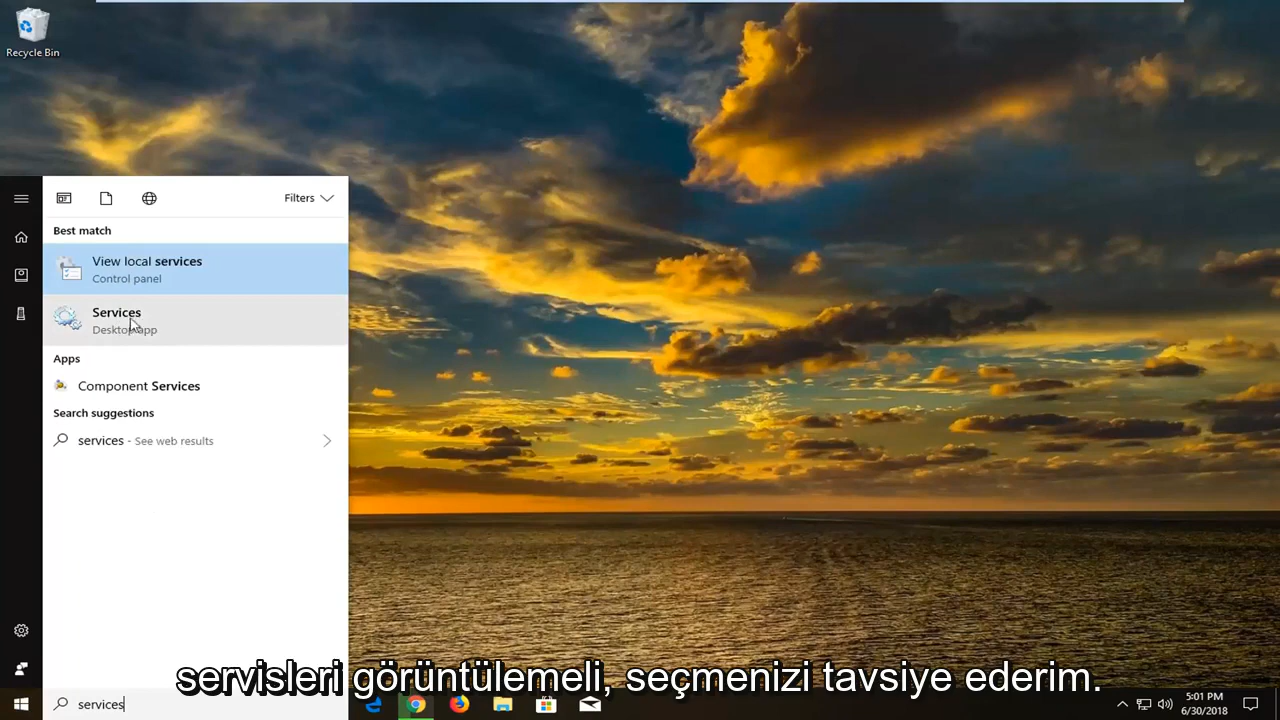 Recycle Bin
Filters
Best match
View local services
Control panel
Services
Desktop app
Apps
Component Services
Search suggestions
services - See web results
servisleri görüntülemeli, seçmenizi tavsiye ederim.
services
5:01 PM
6/30/2018